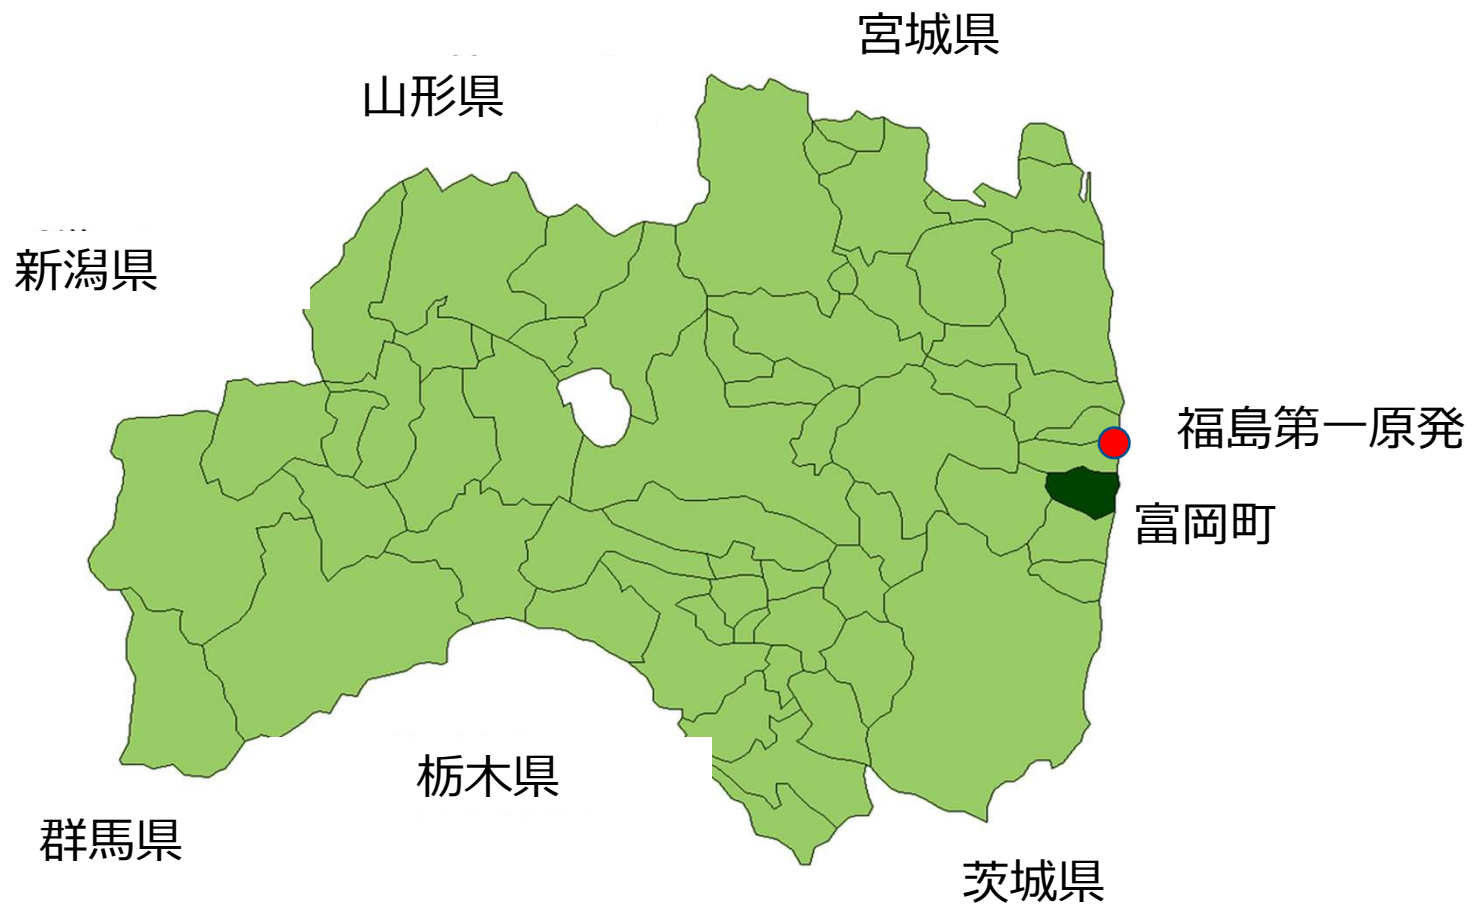 宮城県
山形県
新潟県
福島第一原発
富岡町
栃木県
群馬県
茨城県